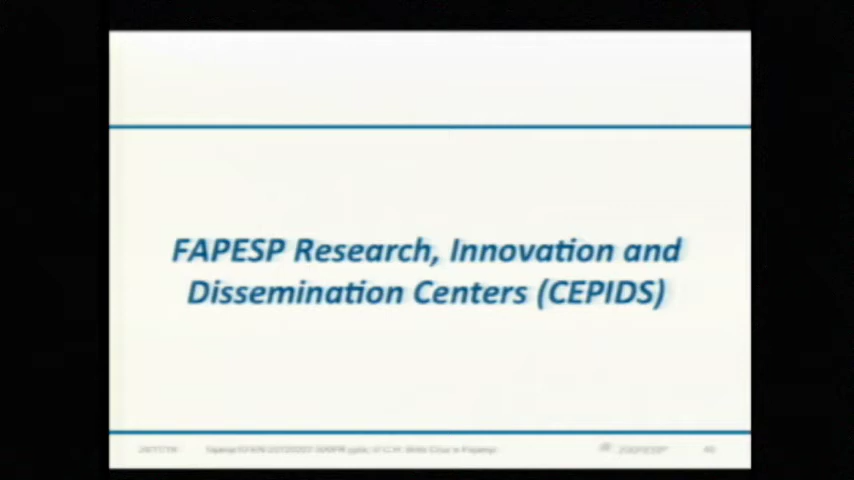 FAPESP Research, Innovation and
Dissemination Centers (CEPIDS)